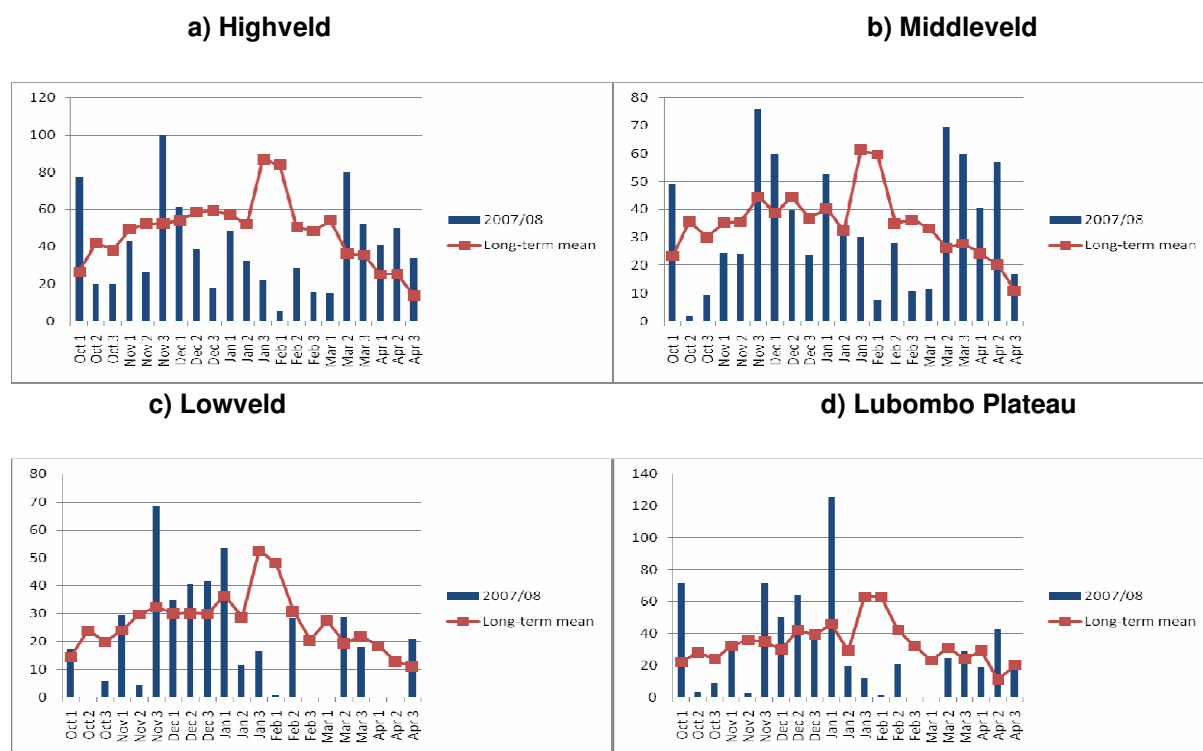 a) Highveld
120
100
80
60
40
20
0
Oct 1
Oct 2
Oct 3
Nov 1
Nov 2
Nov 3
Dec 1
Dec 2
Dec 3
Jan 1
Jan 2
Jan 3
Feb 1
Feb 2
Feb 3
Mar 1
Mar 2
Mar 3
Apr 1
Apr 2
Apr 3
2007/08
Long-term mean
b) Middleveld
80
70
60
50
40
30
20
10
0
Oct 1
Oct 2
Oct 3
Nov 1
Nov 2
Nov 3
Dec 1
Dec 2
Dec 3
Jan 1
Jan 2
Jan 3
Feb 1
Feb 2
Feb 3
Mar 1
Mar 2
Mar 3
Apr 1
Apr 2
Apr 3
2007/08
Long-term mean
c) Lowveld
80
70
60
50
40
30
20
10
0
Oct 1
Oct 2
Oct 3
Nov 1
Nov 2
Nov 3
Dec 1
Dec 2
Dec 3
Jan 1
Jan 2
Jan 3
Feb 1
Feb 2
Feb 3
Mar 1
Mar 2
Mar 3
Apr 1
Apr 2
Apr 3
2007/08
Long-term mean
d) Lubombo Plateau
140
120
100
80
60
40
20
0
Oct 1
Oct 2
Oct 3
Nov 1
Nov 2
Nov 3
Dec 1
Dec 2
Dec 3
Jan 1
Jan 2
Jan 3
Feb 1
Feb 2
Feb 3
Mar 1
Mar 2
Mar 3
Apr 1
Apr 2
Apr 3
2007/08
Long-term mean